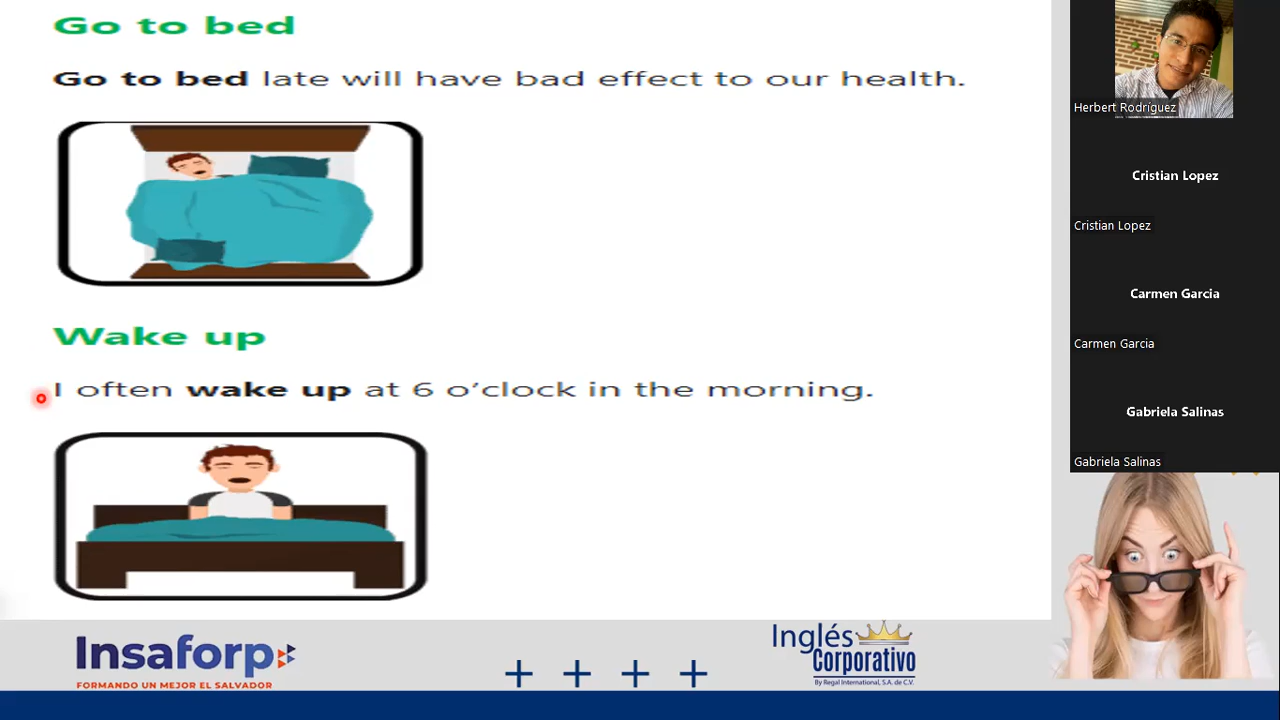 Go to bed
Go to bed late will have bad effect to our health.
Wake up
I often wake up at 6 o'clock in the morning.
Insaforp
FORMANDO UN MEJOR EL SALVADOR
Inglés
Corporativo
By Regal International, S.A. de C.V.
Herbert Rodríguez
Cristian Lopez
Cristian Lopez
Carmen Garcia
Carmen Garcia
Gabriela Salinas
Gabriela Salinas